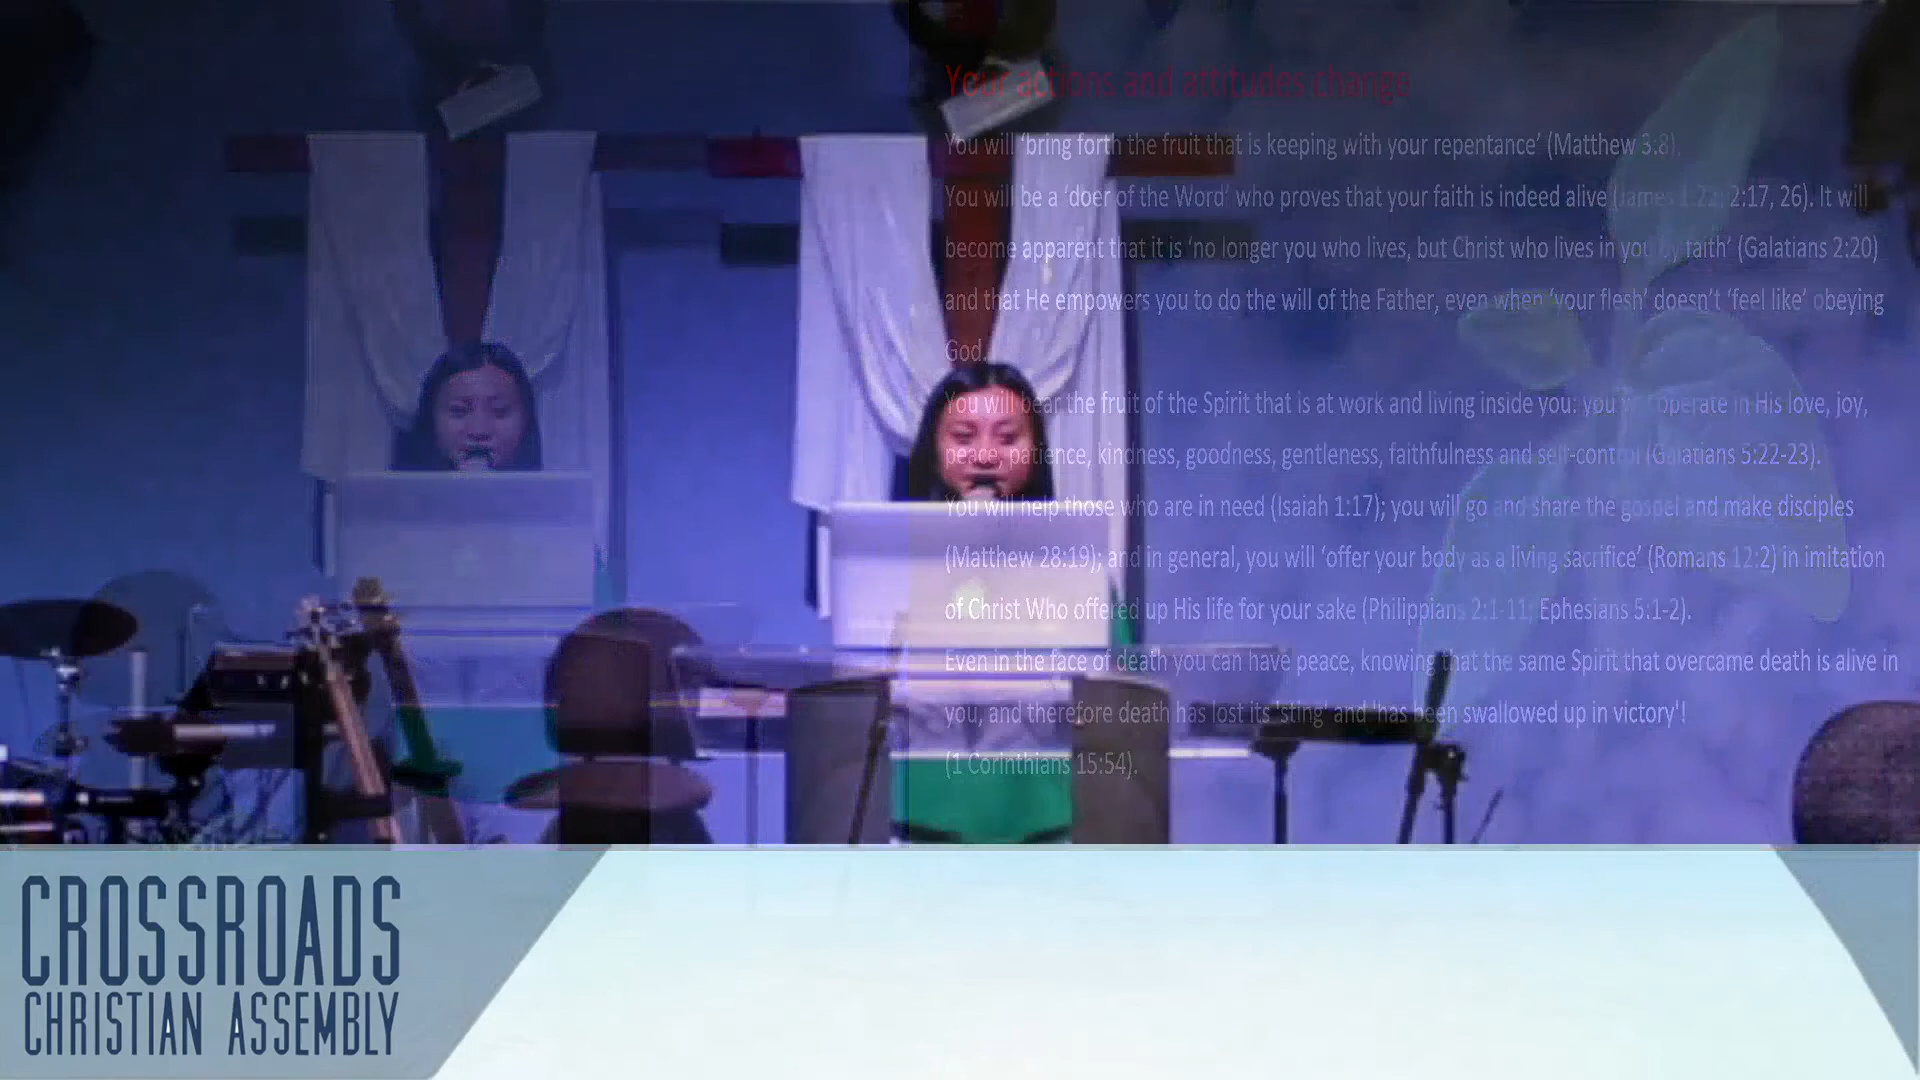 Your actions and attitudes change
You will ‘bring forth the fruit that is keeping with your repentance’ (Matthew 3:8).
You will be a ‘doer of the Word’ who proves that your faith is indeed alive (James 1:22; 2:17, 26). It will
become apparent that it is ‘no longer you who lives, but Christ who lives in you by faith’ (Galatians 2:20)
and that He empowers you to do the will of the Father, even when ‘your flesh’ doesn’t ‘feel like’ obeying
God.
You will bear the fruit of the Spirit that is at work and living inside you: you will operate in His love, joy,
peace, patience, kindness, goodness, gentleness, faithfulness and self-control (Galatians 5:22-23).
You will help those who are in need (Isaiah 1:17); you will go and share the gospel and make disciples
(Matthew 28:19); and in general, you will ‘offer your body as a living sacrifice’ (Romans 12:2) in imitation
of Christ Who offered up His life for your sake (Philippians 2:1-11; Ephesians 5:1-2).
Even in the face of death you can have peace, knowing that the same Spirit that overcame death is alive in
you, and therefore death has lost its 'sting' and 'has been swallowed up in victory'!
(1 Corinthians 15:54).
CROSSROADS
CHRISTIAN ASSEMBLY